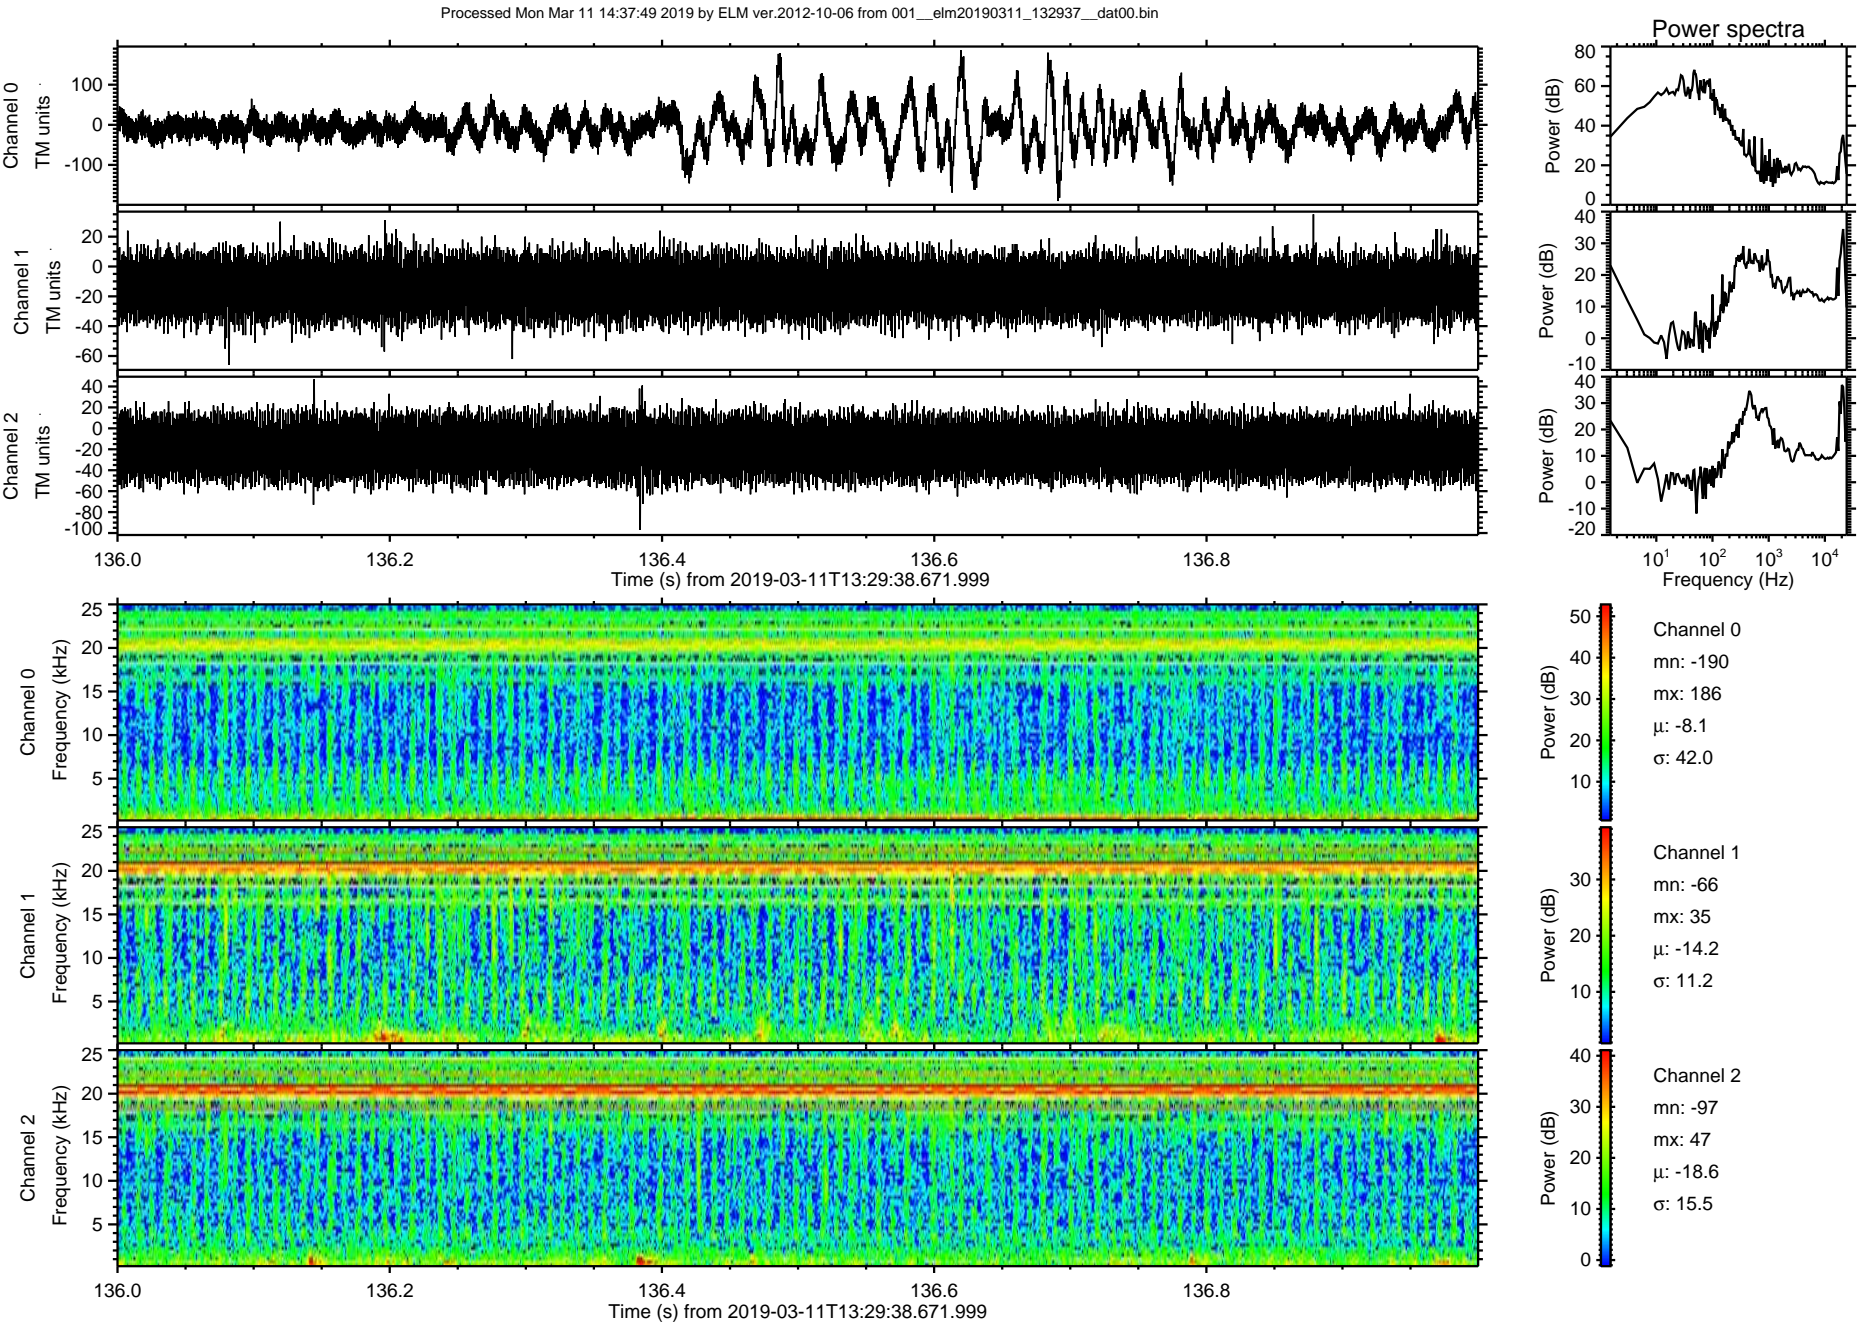 Processed Mon Mar 11 14:37:49 2019 by ELM ver.2012-10-06 from 001__elm20190311_132937__dat00.bin
Power spectra
Channel 0
TM units
100
0
-100
Power (dB)
80
60
40
20
0
Channel 1
TM units
20
0
-20
-40
-60
Power (dB)
40
30
20
10
0
-10
Channel 2
TM units
40
20
0
-20
-40
-60
-80
-100
Power (dB)
40
30
20
10
0
-10
-20
136.0 136.2 136.4 136.6 136.8
Time (s) from 2019-03-11T13:29:38.671.999
10¹ 10² 10³ 10⁴
Frequency (Hz)
Channel 0
Frequency (kHz)
25
20
15
10
5
Power (dB)
50
40
30
20
10
Channel 0
mn: -190
mx: 186
μ: -8.1
σ: 42.0
Channel 1
Frequency (kHz)
25
20
15
10
5
Power (dB)
30
20
10
Channel 1
mn: -66
mx: 35
μ: -14.2
σ: 11.2
Channel 2
Frequency (kHz)
25
20
15
10
5
Power (dB)
40
30
20
10
0
Channel 2
mn: -97
mx: 47
μ: -18.6
σ: 15.5
136.0 136.2 136.4 136.6 136.8
Time (s) from 2019-03-11T13:29:38.671.999